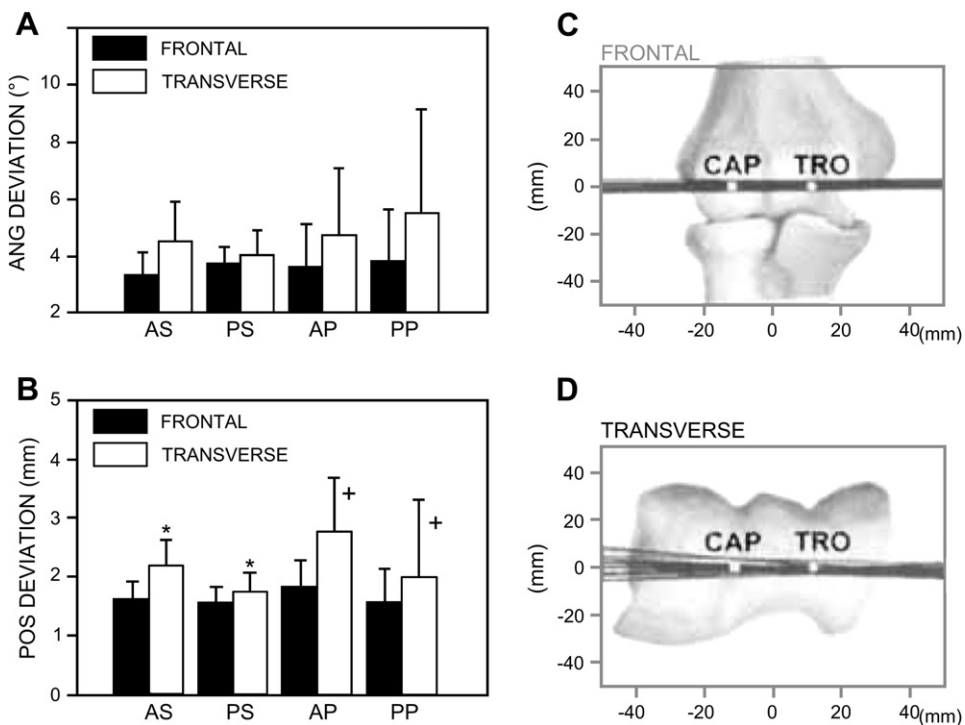 A
FRONTAL
TRANSVERSE
ANG DEVIATION (°)
10
8
6
4
2
AS PS AP PP
B
FRONTAL
TRANSVERSE
POS DEVIATION (mm)
5
4
3
2
1
0
* * + +
AS PS AP PP
C
FRONTAL
(mm)
40
20
0
-20
-40
CAP TRO
-40 -20 0 20 40 (mm)
D
TRANSVERSE
(mm)
40
20
0
-20
-40
CAP TRO
-40 -20 0 20 40 (mm)